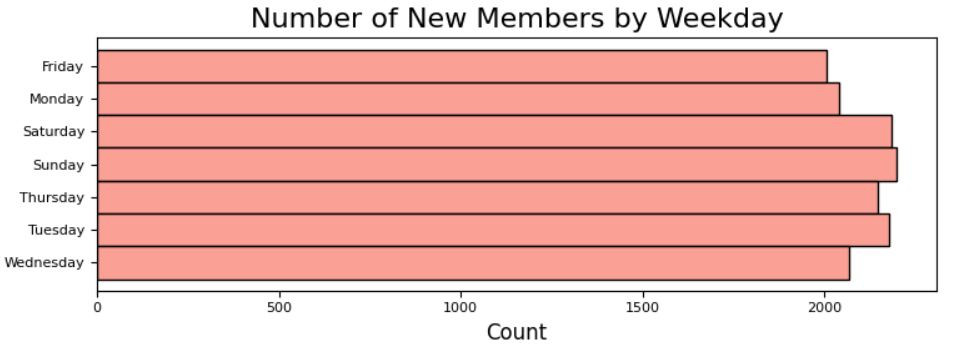 Number of New Members by Weekday
Friday
Monday
Saturday
Sunday
Thursday
Tuesday
Wednesday
0 500 1000 1500 2000
Count